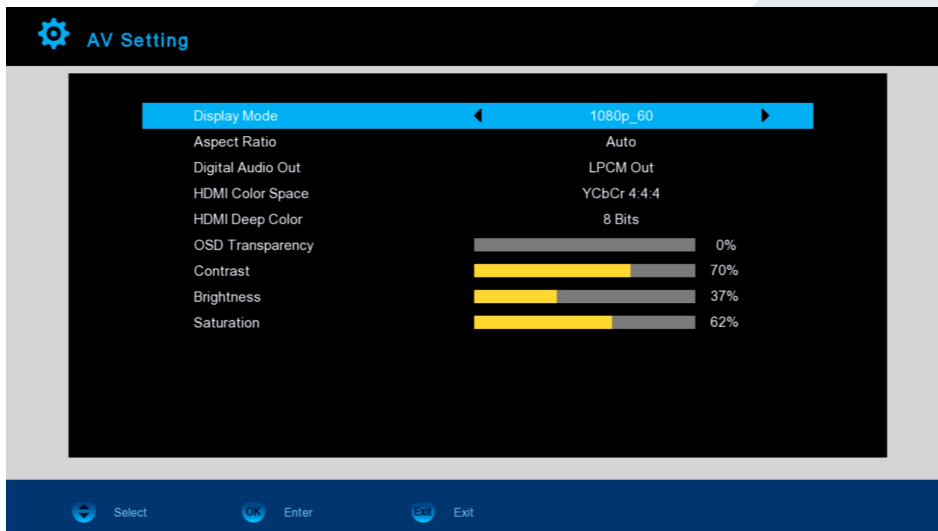 AV Setting
Display Mode 1080p_60
Aspect Ratio Auto
Digital Audio Out LPCM Out
HDMI Color Space YCbCr 4:4:4
HDMI Deep Color 8 Bits
OSD Transparency 0%
Contrast 70%
Brightness 37%
Saturation 62%
Select OK Enter Exit Exit